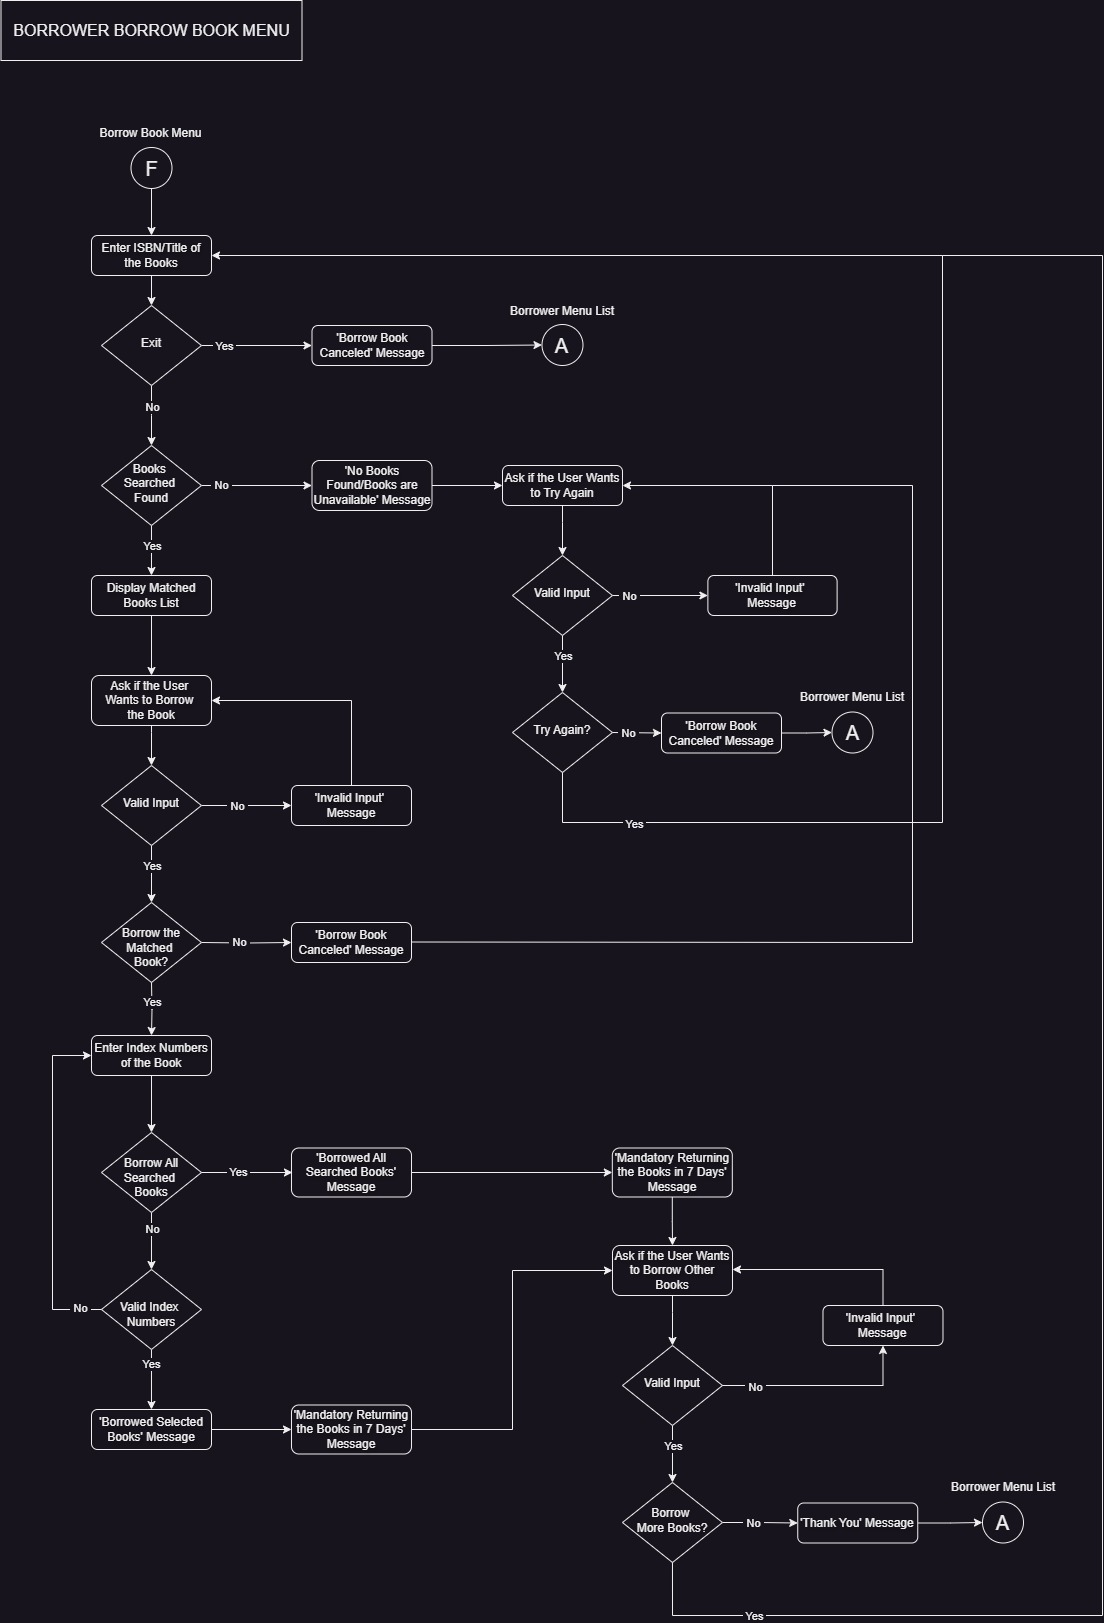 BORROWER BORROW BOOK MENU
Borrow Book Menu
F
Enter ISBN/Title of
the Books
Borrower Menu List
Exit
Yes
'Borrow Book
Canceled' Message
A
No
Books
Searched
Found
No
'No Books
Found/Books are
Unavailable' Message
Ask if the User Wants
to Try Again
Yes
Display Matched
Books List
Valid Input
No
'Invalid Input'
Message
Yes
Ask if the User
Wants to Borrow
the Book
Borrower Menu List
Try Again?
No
'Borrow Book
Canceled' Message
A
Valid Input
No
'Invalid Input'
Message
Yes
Yes
Borrow the
Matched
Book?
No
'Borrow Book
Canceled' Message
Yes
Enter Index Numbers
of the Book
Borrow All
Searched
Books
Yes
'Borrowed All
Searched Books'
Message
'Mandatory Returning
the Books in 7 Days'
Message
No
Ask if the User Wants
to Borrow Other
Books
No
Valid Index
Numbers
'Invalid Input'
Message
Yes
Valid Input
No
'Borrowed Selected
Books' Message
'Mandatory Returning
the Books in 7 Days'
Message
Yes
Borrower Menu List
Borrow
More Books?
No
'Thank You' Message
A
Yes